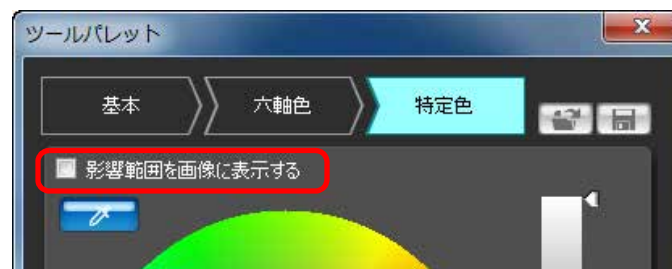 ツールパレット
基本
六軸色
特定色
影響範囲を画像に表示する